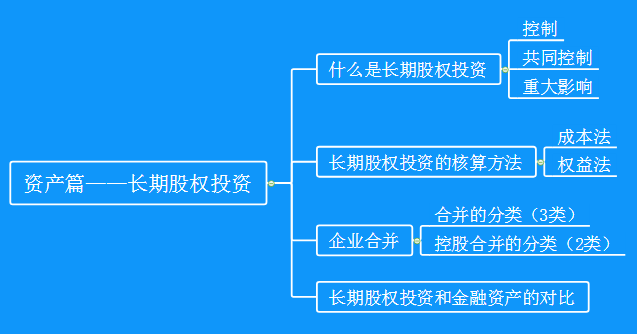 资产篇——长期股权投资
什么是长期股权投资
控制
共同控制
重大影响
长期股权投资的核算方法
成本法
权益法
企业合并
合并的分类（3类）
控股合并的分类（2类）
长期股权投资和金融资产的对比